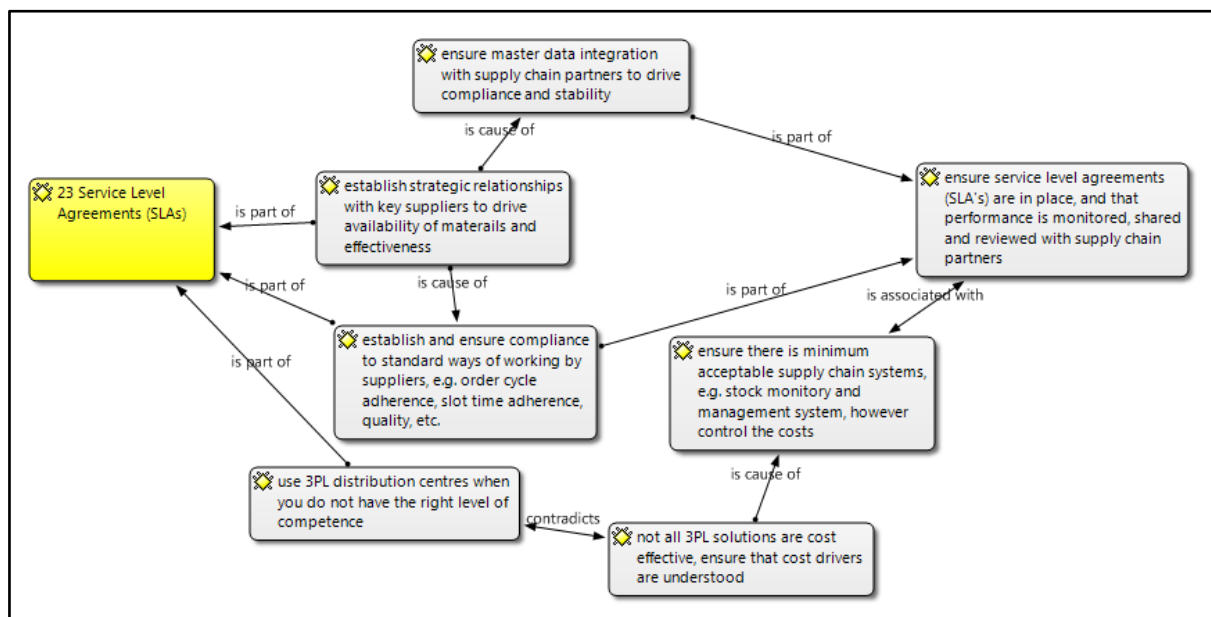 ensure master data integration
with supply chain partners to drive
compliance and stability
is cause of
is part of
23 Service Level
Agreements (SLAs)
is part of
establish strategic relationships
with key suppliers to drive
availability of materails and
effectiveness
ensure service level agreements
(SLA's) are in place, and that
performance is monitored, shared
and reviewed with supply chain
partners
is part of
is cause of
is part of
is associated with
establish and ensure compliance
to standard ways of working by
suppliers, e.g. order cycle
adherence, slot time adherence,
quality, etc.
ensure there is minimum
acceptable supply chain systems,
e.g. stock monitory and
management system, however
control the costs
is part of
is cause of
use 3PL distribution centres when
you do not have the right level of
competence
contradicts
not all 3PL solutions are cost
effective, ensure that cost drivers
are understood